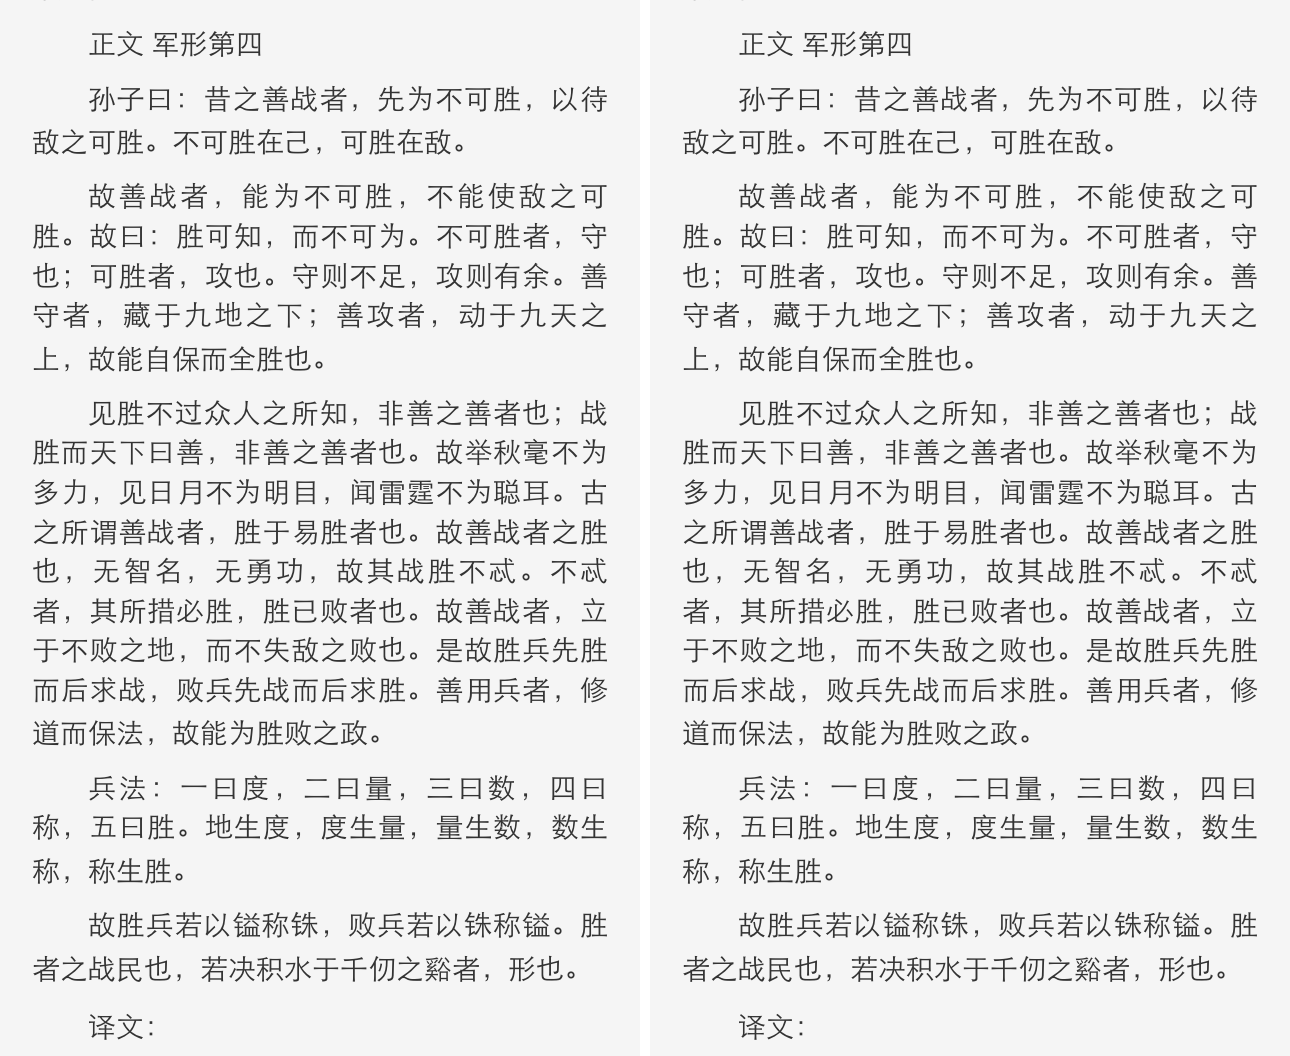 正文 军形第四
孙子曰：昔之善战者，先为不可胜，以待
敌之可胜。不可胜在己，可胜在敌。
故善战者，能为不可胜，不能使敌之可
胜。故曰：胜可知，而不可为。不可胜者，守
也；可胜者，攻也。守则不足，攻则有余。善
守者，藏于九地之下；善攻者，动于九天之
上，故能自保而全胜也。
见胜不过众人之所知，非善之善者也；战
胜而天下曰善，非善之善者也。故举秋毫不为
多力，见日月不为明目，闻雷霆不为聪耳。古
之所谓善战者，胜于易胜者也。故善战者之胜
也，无智名，无勇功，故其战胜不忒。不忒
者，其所措必胜，胜已败者也。故善战者，立
于不败之地，而不失敌之败也。是故胜兵先胜
而后求战，败兵先战而后求胜。善用兵者，修
道而保法，故能为胜败之政。
兵法：一曰度，二曰量，三曰数，四曰
称，五曰胜。地生度，度生量，量生数，数生
称，称生胜。
故胜兵若以镒称铢，败兵若以铢称镒。胜
者之战民也，若决积水于千仞之谿者，形也。
译文：
正文 军形第四
孙子曰：昔之善战者，先为不可胜，以待
敌之可胜。不可胜在己，可胜在敌。
故善战者，能为不可胜，不能使敌之可
胜。故曰：胜可知，而不可为。不可胜者，守
也；可胜者，攻也。守则不足，攻则有余。善
守者，藏于九地之下；善攻者，动于九天之
上，故能自保而全胜也。
见胜不过众人之所知，非善之善者也；战
胜而天下曰善，非善之善者也。故举秋毫不为
多力，见日月不为明目，闻雷霆不为聪耳。古
之所谓善战者，胜于易胜者也。故善战者之胜
也，无智名，无勇功，故其战胜不忒。不忒
者，其所措必胜，胜已败者也。故善战者，立
于不败之地，而不失敌之败也。是故胜兵先胜
而后求战，败兵先战而后求胜。善用兵者，修
道而保法，故能为胜败之政。
兵法：一曰度，二曰量，三曰数，四曰
称，五曰胜。地生度，度生量，量生数，数生
称，称生胜。
故胜兵若以镒称铢，败兵若以铢称镒。胜
者之战民也，若决积水于千仞之谿者，形也。
译文：